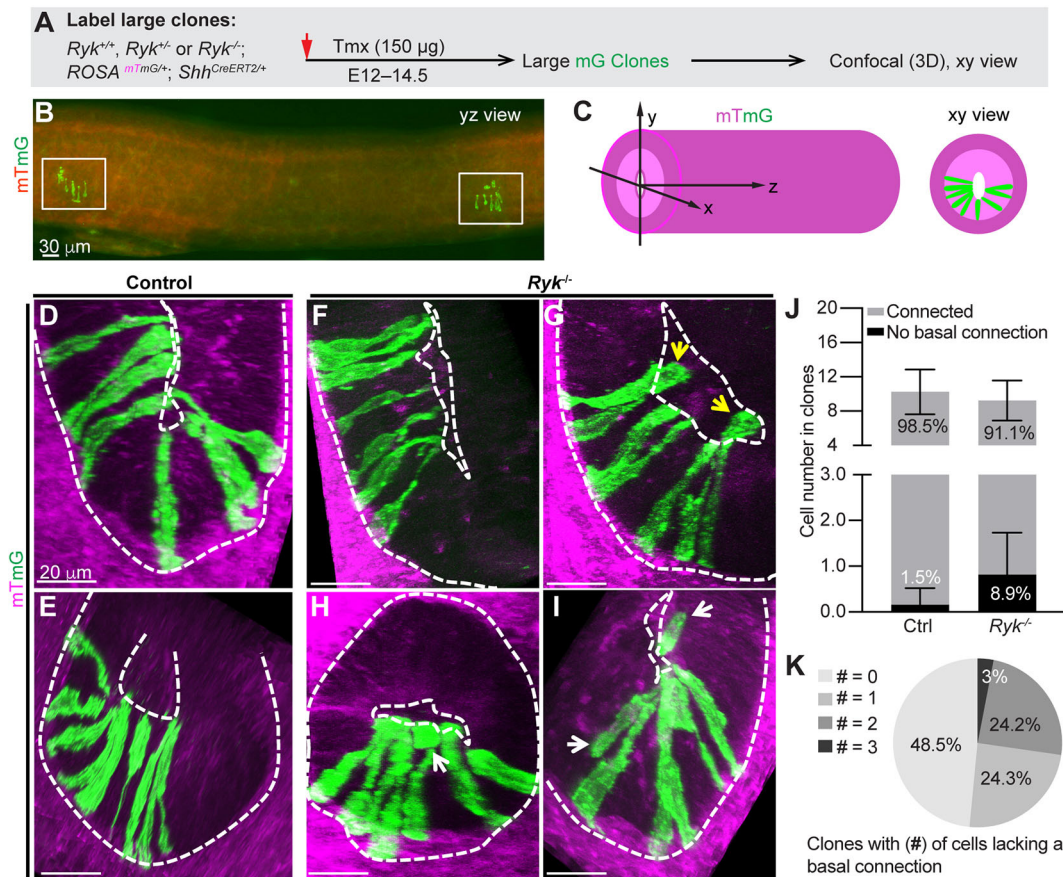 A
Label large clones:
Ryk+/+, Ryk+/- or Ryk-/-;
ROSA mTmG/+; ShhCreERT2/+
Tmx (150 µg)
E12–14.5
Large mG Clones
Confocal (3D), xy view
B
yz view
mTmG
30 µm
C
mTmG
xy view
y
z
x
Control
Ryk-/-
mTmG
D
20 µm
F
G
E
H
I
J
Connected
No basal connection
Cell number in clones
20
16
12
8
4
3.0
2.0
1.0
0.0
98.5%
91.1%
1.5%
8.9%
Ctrl
Ryk-/-
K
# = 0
# = 1
# = 2
# = 3
3%
24.2%
48.5%
24.3%
Clones with (#) of cells lacking a
basal connection